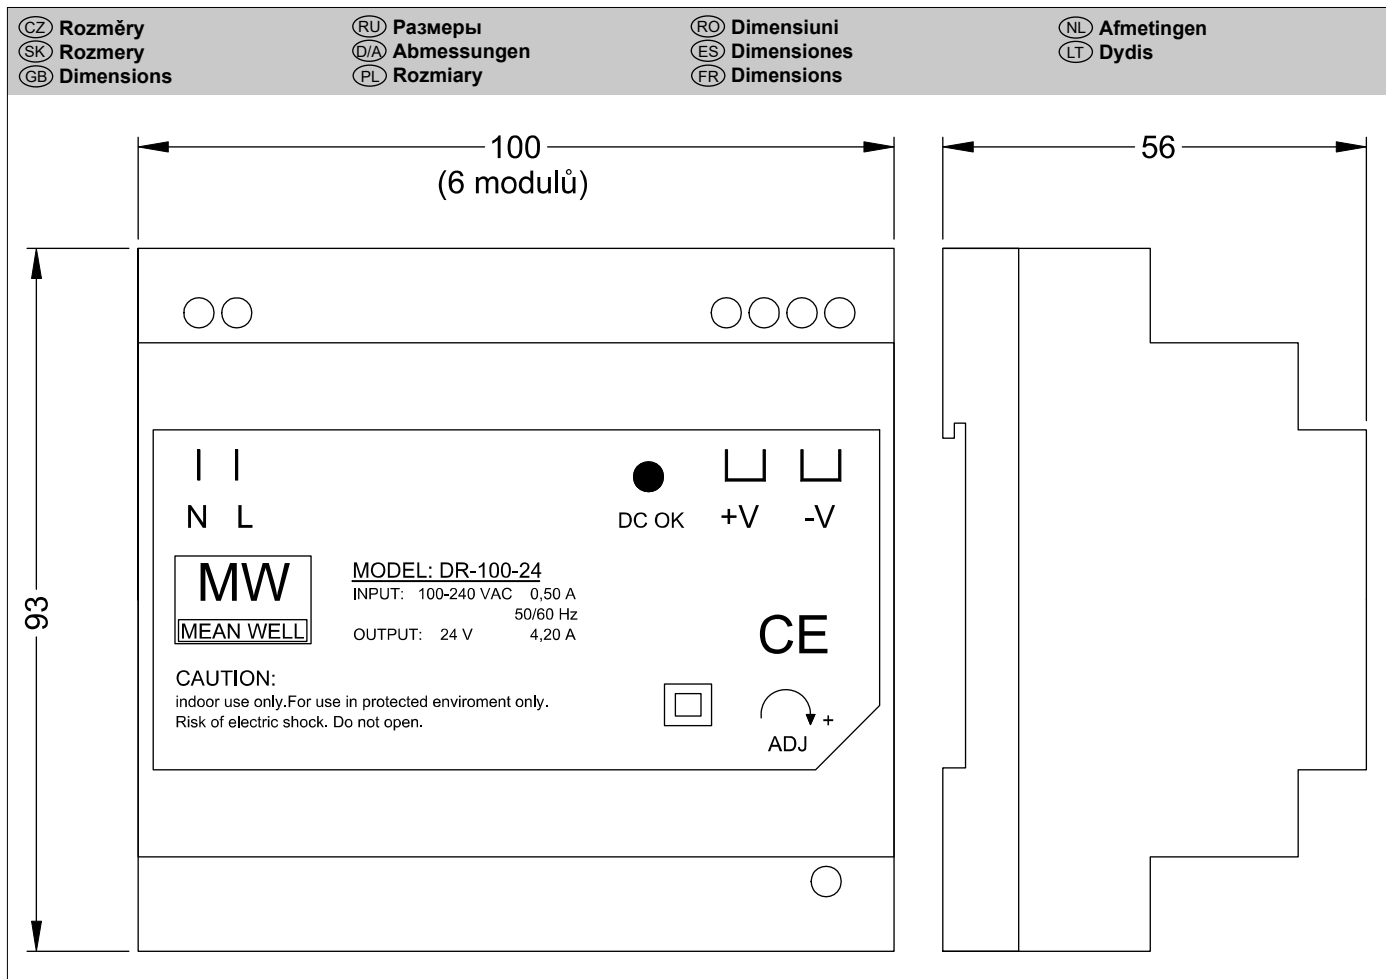 CZ Rozměry
SK Rozmery
GB Dimensions
RU Размеры
D/A Abmessungen
PL Rozmiary
RO Dimensiuni
ES Dimensiones
FR Dimensions
NL Afmetingen
LT Dydis
100
(6 modulů)
56
93
N L
DC OK +V -V
MW
MEAN WELL
MODEL: DR-100-24
INPUT: 100-240 VAC 0,50 A
50/60 Hz
OUTPUT: 24 V 4,20 A
CE
CAUTION:
indoor use only.For use in protected enviroment only.
Risk of electric shock. Do not open.
+
ADJ